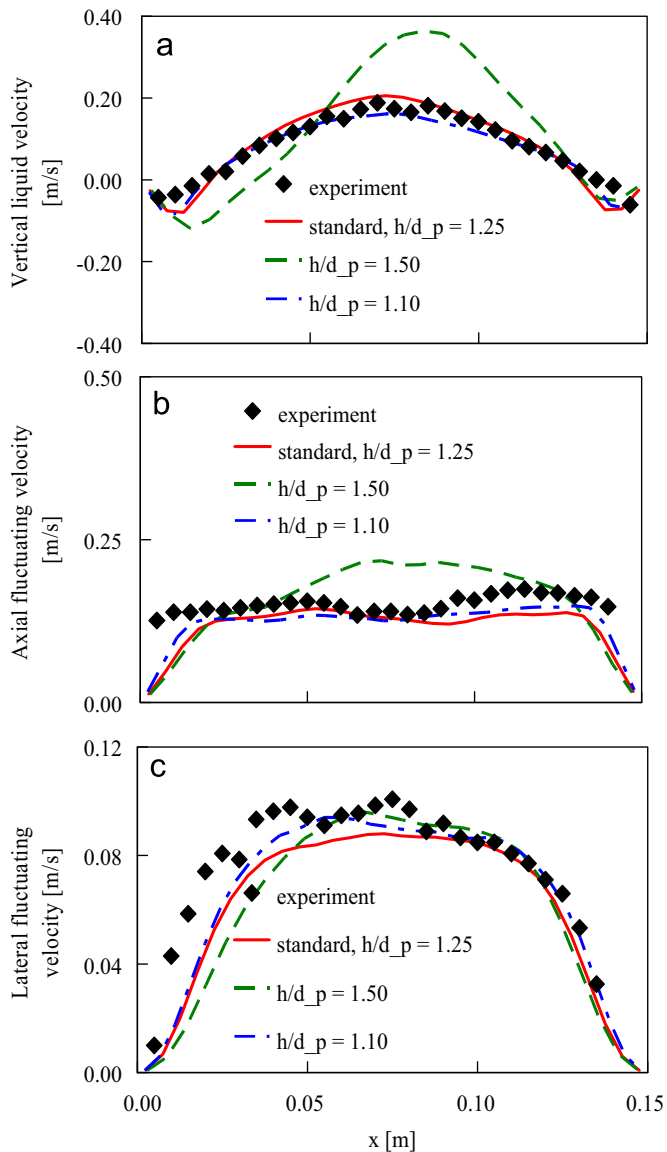 0.40
a
0.20
0.00
-0.20
-0.40
Vertical liquid velocity
[m/s]
experiment
standard, h/d_p = 1.25
h/d_p = 1.50
h/d_p = 1.10
0.50
b
0.25
0.00
Axial fluctuating velocity
[m/s]
experiment
standard, h/d_p = 1.25
h/d_p = 1.50
h/d_p = 1.10
0.12
c
0.08
0.04
0.00
Lateral fluctuating
velocity [m/s]
experiment
standard, h/d_p = 1.25
h/d_p = 1.50
h/d_p = 1.10
0.00 0.05 0.10 0.15
x [m]